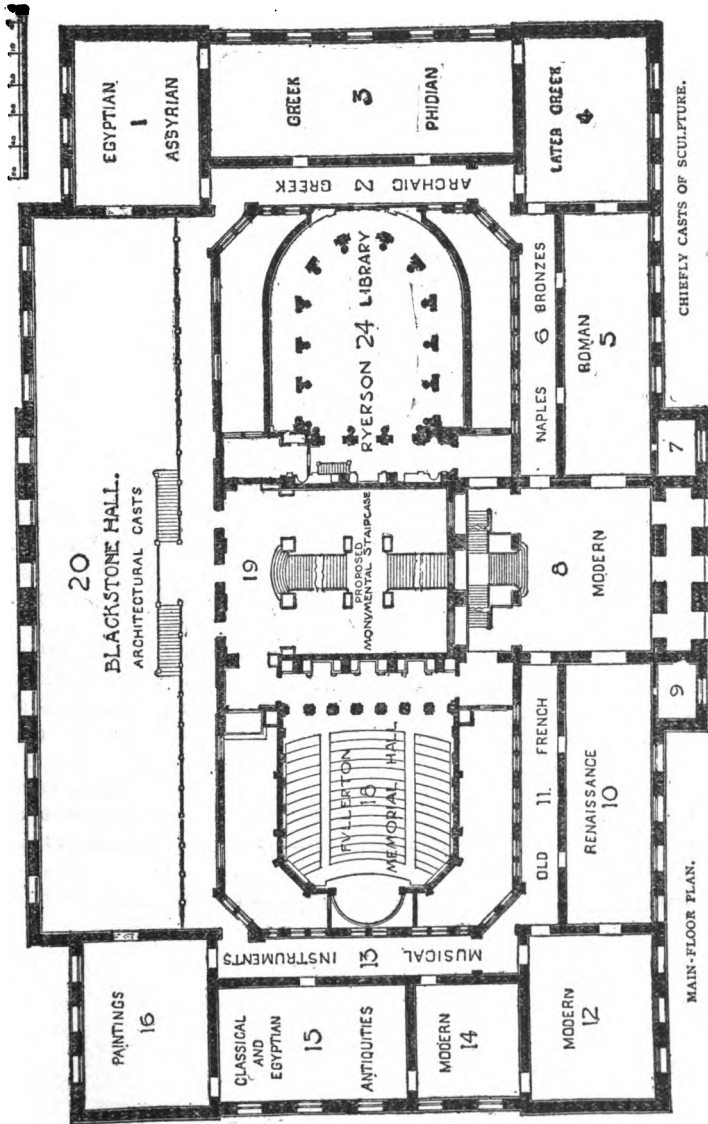 20
BLACKSTONE HALL.
ARCHITECTURAL CASTS
PAINTINGS
16
EGYPTIAN
1
ASSYRIAN
CLASSICAL
AND
EGYPTIAN
15
ANTIQUITIES
MUSICAL
13
INSTRUMENTS
FVLLERTON
18
MEMORIAL HALL
19
PROPOSED
MONUMENTAL STAIRCASE
RYERSON 24 LIBRARY
ARCHAIC 2 GREEK
GREEK
3
PHIDIAN
MODERN
14
MODERN
12
OLD 11. FRENCH
RENAISSANCE
10
9
8
MODERN
7
NAPLES 6 BRONZES
ROMAN
5
LATER GREEK
4
MAIN-FLOOR PLAN.
CHIEFLY CASTS OF SCULPTURE.